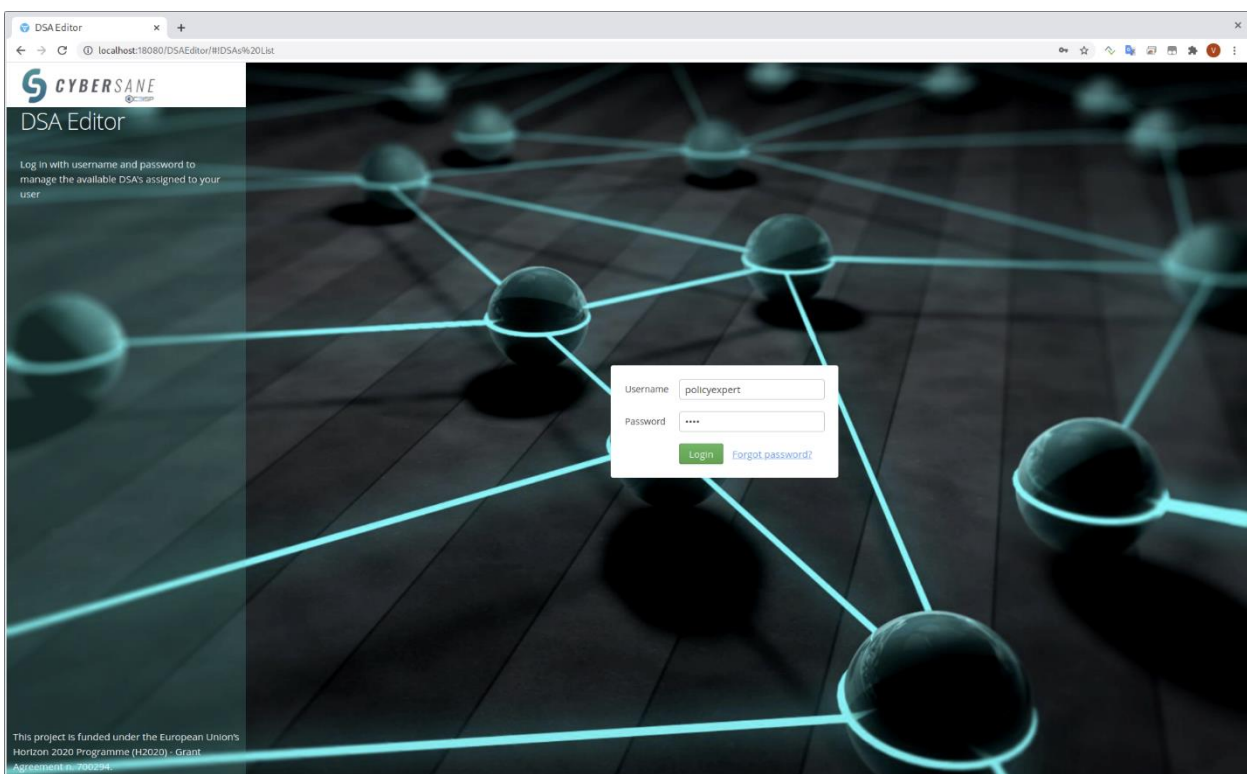 DSA Editor
localhost:18080/DSAEditor/#!DSAs%20List
V
CYBERSANE
DSA Editor
Log in with username and password to
manage the available DSA's assigned to your
user
Username policyexpert
Password ••••
Login Forgot password?
This project is funded under the European Union's
Horizon 2020 Programme (H2020) - Grant
Agreement n. 700294.